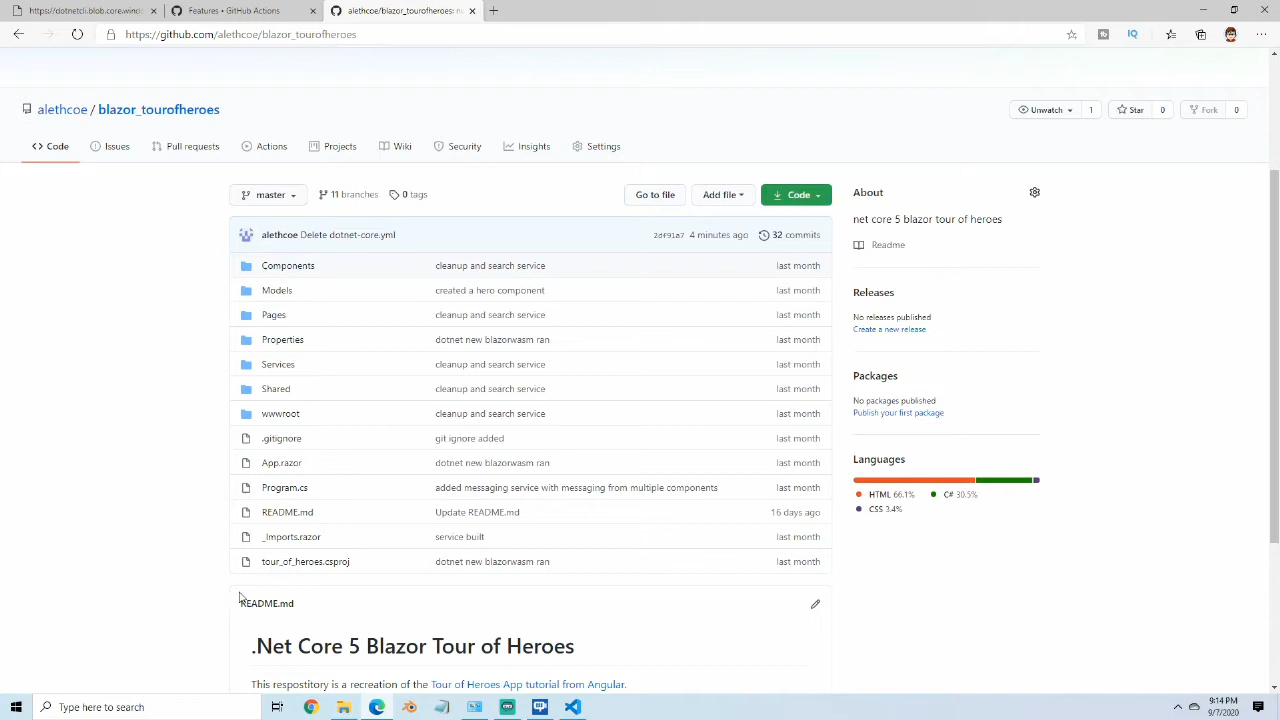 https://dotnetcli.blob.core.wind
Features • GitHub Actions
alethcoe/blazor_tourofheroes: n
https://github.com/alethcoe/blazor_tourofheroes
IQ
alethcoe / blazor_tourofheroes
Unwatch 1 Star 0 Fork 0
Code Issues Pull requests Actions Projects Wiki Security Insights Settings
master 11 branches 0 tags Go to file Add file Code
alethcoe Delete dotnet-core.yml 2df91a7 4 minutes ago 32 commits
Components cleanup and search service last month
Models created a hero component last month
Pages cleanup and search service last month
Properties dotnet new blazorwasm ran last month
Services cleanup and search service last month
Shared cleanup and search service last month
wwwroot cleanup and search service last month
.gitignore git ignore added last month
App.razor dotnet new blazorwasm ran last month
Program.cs added messaging service with messaging from multiple components last month
README.md Update README.md 16 days ago
_Imports.razor service built last month
tour_of_heroes.csproj dotnet new blazorwasm ran last month
README.md
.Net Core 5 Blazor Tour of Heroes
This respostitory is a recreation of the Tour of Heroes App tutorial from Angular.
About
net core 5 blazor tour of heroes
Readme
Releases
No releases published
Create a new release
Packages
No packages published
Publish your first package
Languages
HTML 66.1% C# 30.5%
CSS 3.4%
Type here to search
9:14 PM
9/7/2020